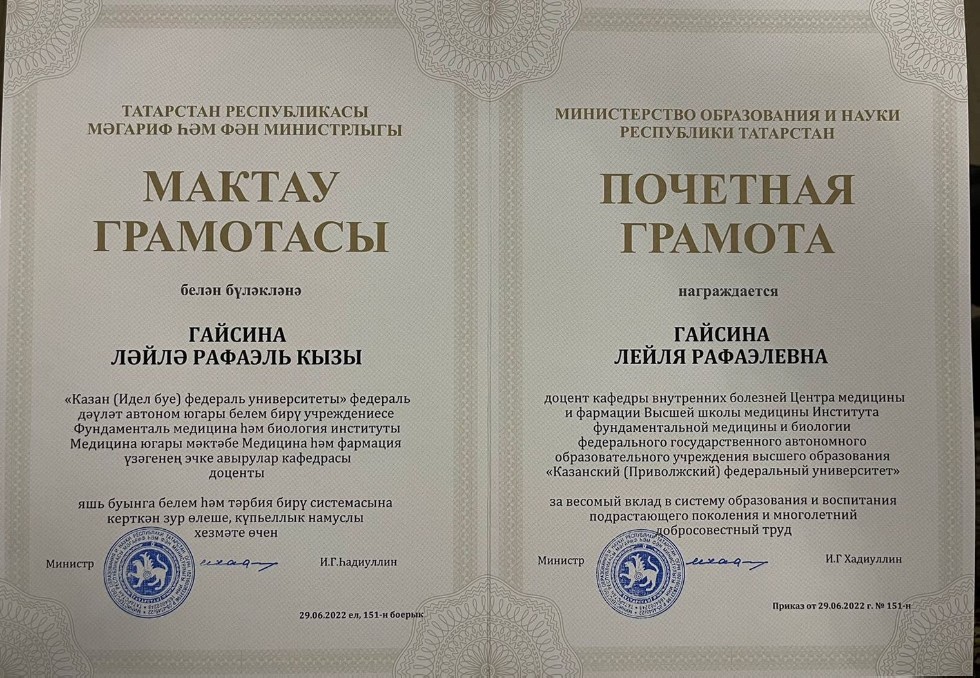 ТАТАРСТАН РЕСПУБЛИКАСЫ
МӘГАРИФ ҺӘМ ФӘН МИНИСТРЛЫГЫ
МАКТАУ
ГРАМОТАСЫ
белән бүләкләнә
ГАЙСИНА
ЛӘЙЛӘ РАФАЭЛЬ КЫЗЫ
«Казан (Идел буе) федераль университеты» федераль
дәүләт автоном югары белем бирү учреждениесе
Фундаменталь медицина һәм биология институты
Медицина югары мәктәбе Медицина һәм фармация
үзәгенең эчке авырулар кафедрасы
доценты
яшь буынга белем һәм тәрбия бирү системасына
керткән зур өлеше, күпьеллык намуслы
хезмәте өчен
Министр
И.Г.Һадиуллин
29.06.2022 ел, 151-н боерык
МИНИСТЕРСТВО ОБРАЗОВАНИЯ И НАУКИ
РЕСПУБЛИКИ ТАТАРСТАН
ПОЧЕТНАЯ
ГРАМОТА
награждается
ГАЙСИНА
ЛЕЙЛЯ РАФАЭЛЕВНА
доцент кафедры внутренних болезней Центра медицины
и фармации Высшей школы медицины Института
фундаментальной медицины и биологии
федерального государственного автономного
образовательного учреждения высшего образования
«Казанский (Приволжский) федеральный университет»
за весомый вклад в систему образования и воспитания
подрастающего поколения и многолетний
добросовестный труд
Министр
И.Г Хадиуллин
Приказ от 29.06.2022 г. № 151-н